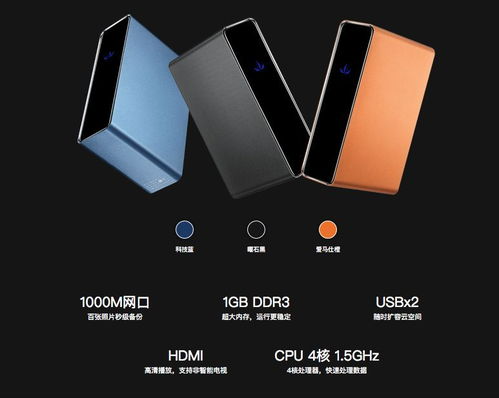 科技蓝
曜石黑
爱马仕橙
1000M网口
百张照片秒级备份
1GB DDR3
超大内存，运行更稳定
USBx2
随时扩容云空间
HDMI
高清播放，支持非智能电视
CPU 4核 1.5GHz
4核处理器，快速处理数据